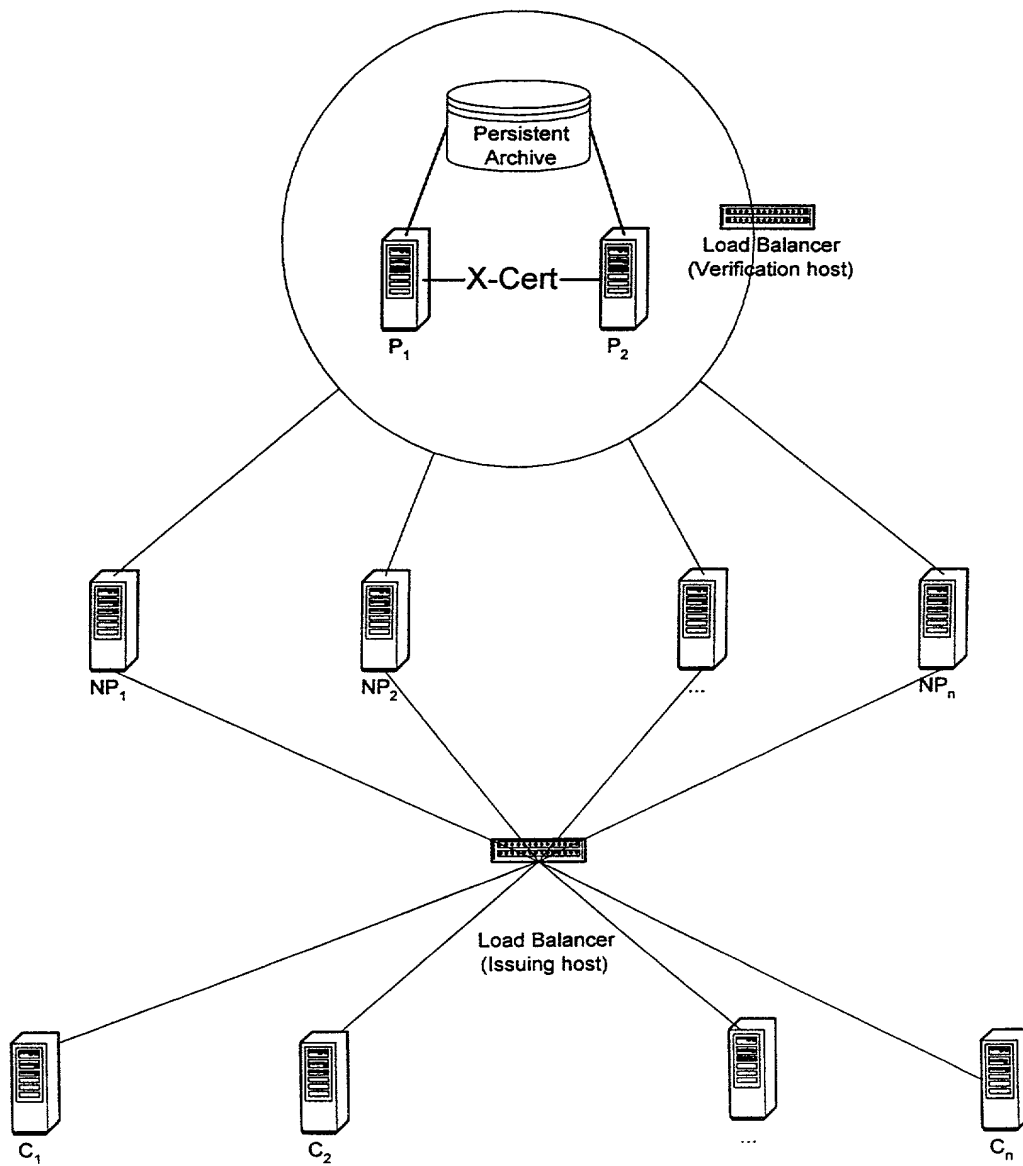 Persistent
Archive
Load Balancer
(Verification host)
X-Cert
P₁
P₂
NP₁
NP₂
...
NPₙ
Load Balancer
(Issuing host)
C₁
C₂
...
Cₙ